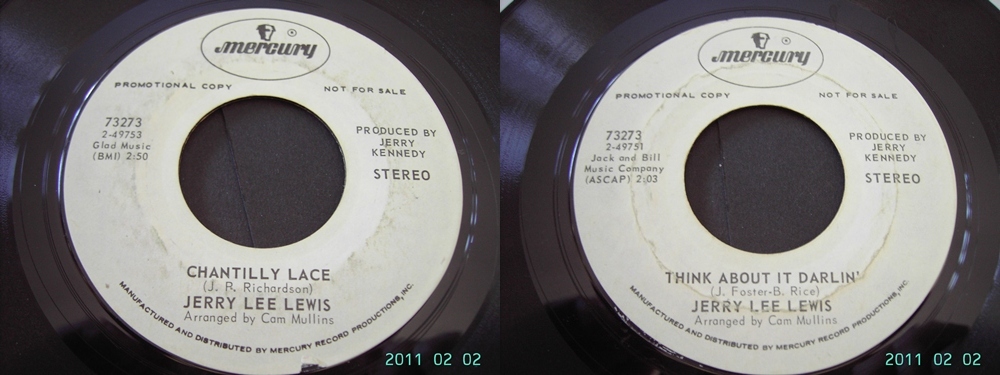 mercury
PROMOTIONAL COPY
NOT FOR SALE
73273
2-49753
Glad Music
(BMI) 2:50
PRODUCED BY
JERRY
KENNEDY
STEREO
CHANTILLY LACE
(J. P. Richardson)
JERRY LEE LEWIS
Arranged by Cam Mullins
MANUFACTURED AND DISTRIBUTED BY MERCURY RECORD PRODUCTIONS, INC.
2011 02 02
mercury
PROMOTIONAL COPY
NOT FOR SALE
73273
2-49751
Jack and Bill
Music Company
(ASCAP) 2:03
PRODUCED BY
JERRY
KENNEDY
STEREO
THINK ABOUT IT DARLIN'
(J. Foster-B. Rice)
JERRY LEE LEWIS
Arranged by Cam Mullins
MANUFACTURED AND DISTRIBUTED BY MERCURY RECORD PRODUCTIONS, INC.
2011 02 02